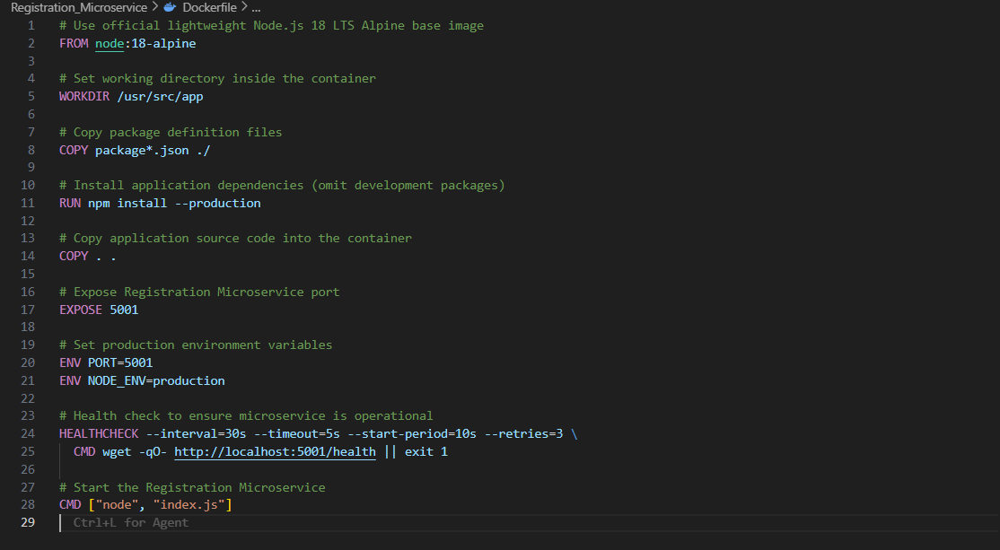 Registration_Microservice > Dockerfile > ...
1 # Use official lightweight Node.js 18 LTS Alpine base image
2 FROM node:18-alpine
3
4 # Set working directory inside the container
5 WORKDIR /usr/src/app
6
7 # Copy package definition files
8 COPY package*.json ./
9
10 # Install application dependencies (omit development packages)
11 RUN npm install --production
12
13 # Copy application source code into the container
14 COPY . .
15
16 # Expose Registration Microservice port
17 EXPOSE 5001
18
19 # Set production environment variables
20 ENV PORT=5001
21 ENV NODE_ENV=production
22
23 # Health check to ensure microservice is operational
24 HEALTHCHECK --interval=30s --timeout=5s --start-period=10s --retries=3 \
25   CMD wget -qO- http://localhost:5001/health || exit 1
26
27 # Start the Registration Microservice
28 CMD ["node", "index.js"]
29   Ctrl+L for Agent